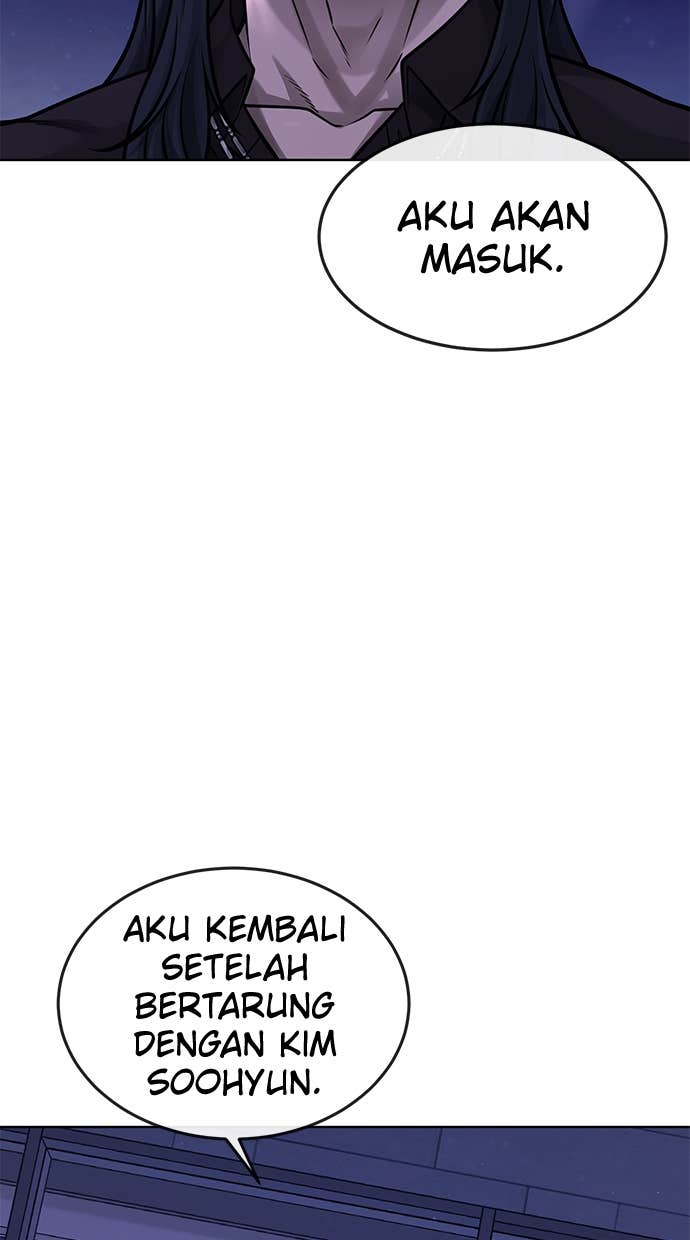 AKU AKAN
MASUK.
AKU KEMBALI
SETELAH
BERTARUNG
DENGAN KIM
SOOHYUN.